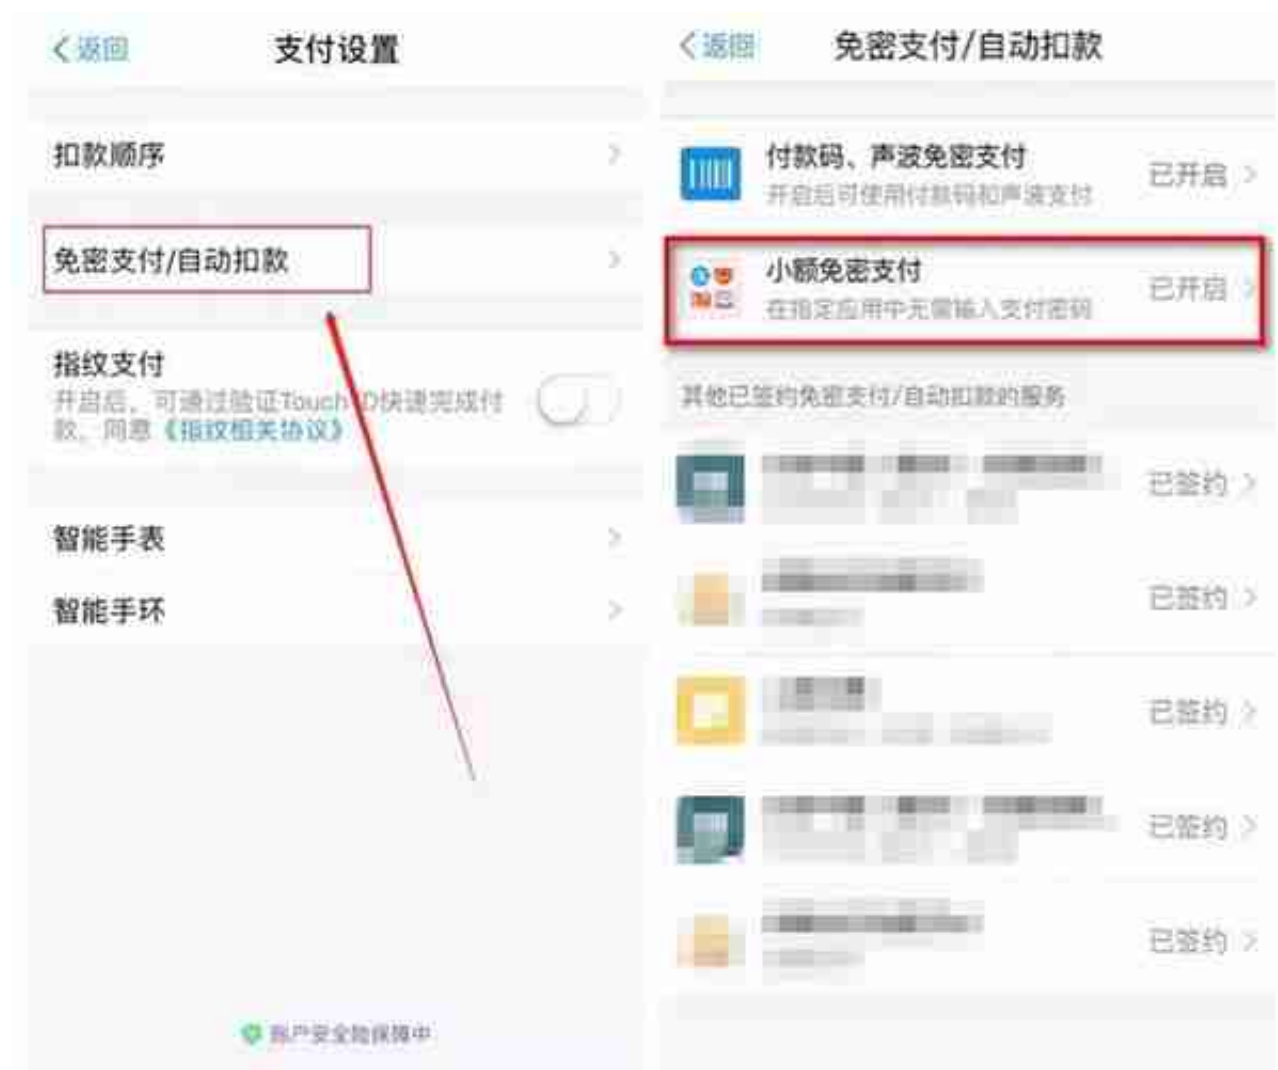 返回
支付设置
扣款顺序
免密支付/自动扣款
指纹支付
开启后，可通过验证Touch ID快速完成付
款。同意《指纹相关协议》
智能手表
智能手环
账户安全险保障中
返回
免密支付/自动扣款
付款码、声波免密支付
开启后可使用付款码和声波支付
已开启
小额免密支付
在指定应用中无需输入支付密码
已开启
其他已签约免密支付/自动扣款的服务
已签约
已签约
已签约
已签约
已签约